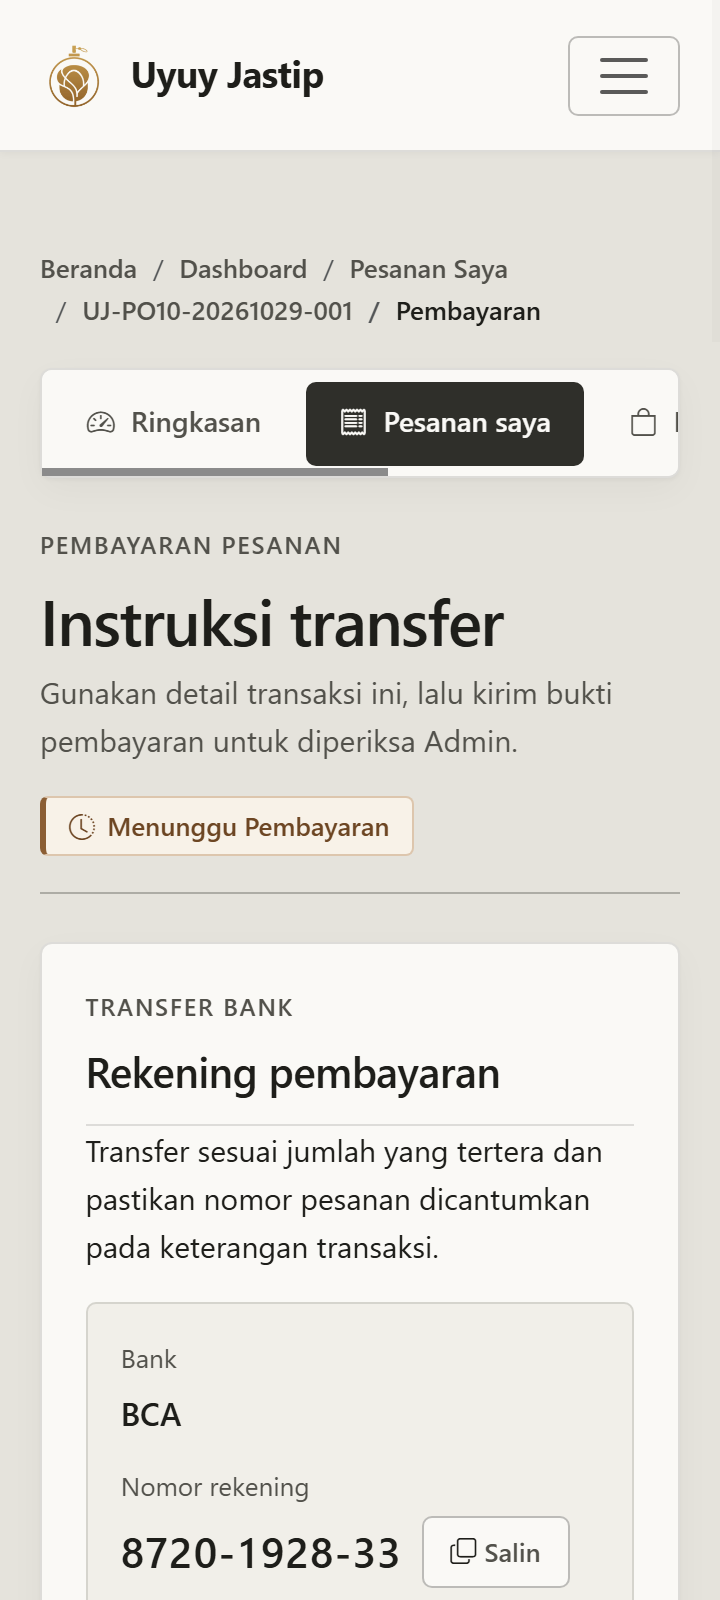 Uyuy Jastip
Beranda / Dashboard / Pesanan Saya
/ UJ-PO10-20261029-001 / Pembayaran
Ringkasan Pesanan saya
PEMBAYARAN PESANAN
Instruksi transfer
Gunakan detail transaksi ini, lalu kirim bukti
pembayaran untuk diperiksa Admin.
Menunggu Pembayaran
TRANSFER BANK
Rekening pembayaran
Transfer sesuai jumlah yang tertera dan
pastikan nomor pesanan dicantumkan
pada keterangan transaksi.
Bank
BCA
Nomor rekening
8720-1928-33 Salin